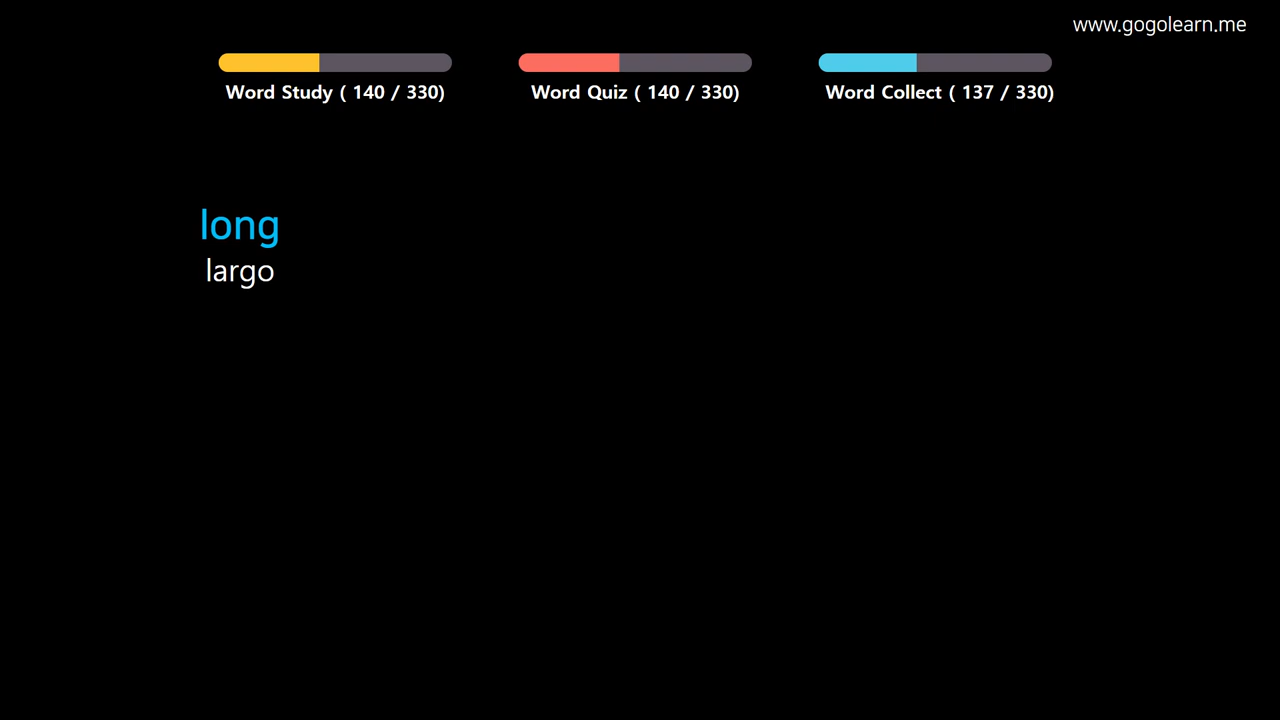 www.gogolearn.me
Word Study ( 140 / 330)
Word Quiz ( 140 / 330)
Word Collect ( 137 / 330)
long
largo